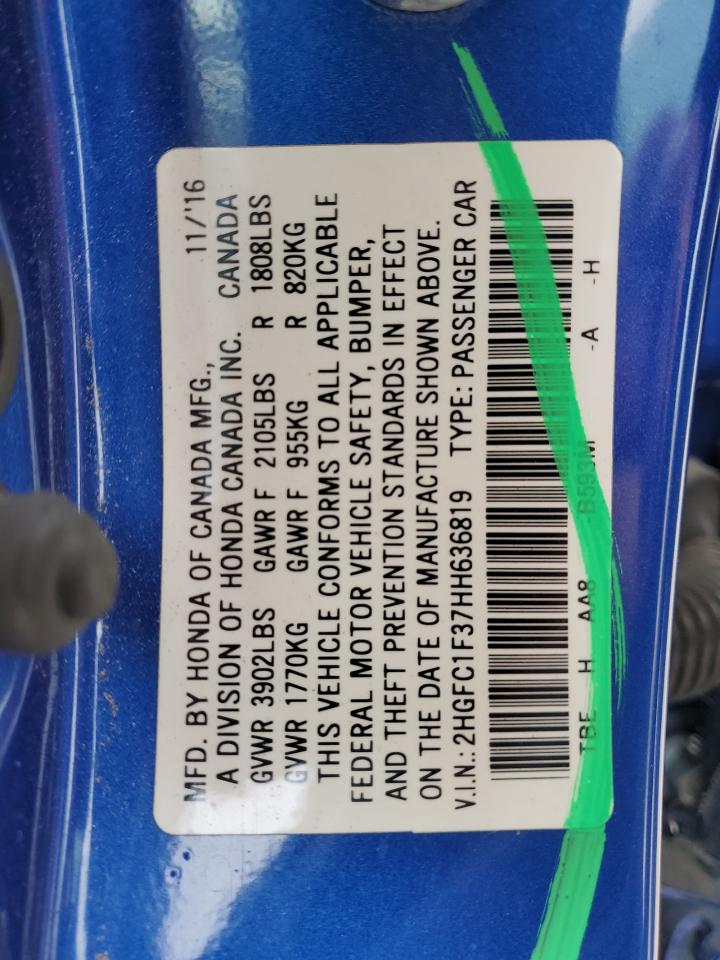 MFD. BY HONDA OF CANADA MFG., 11/'16
A DIVISION OF HONDA CANADA INC. CANADA
GVWR 3902LBS GAWR F 2105LBS R 1808LBS
GVWR 1770KG GAWR F 955KG R 820KG
THIS VEHICLE CONFORMS TO ALL APPLICABLE
FEDERAL MOTOR VEHICLE SAFETY, BUMPER,
AND THEFT PREVENTION STANDARDS IN EFFECT
ON THE DATE OF MANUFACTURE SHOWN ABOVE.
V.I.N.: 2HGFC1F37HH636819 TYPE: PASSENGER CAR
TBE H AA8 -B593M -A -H